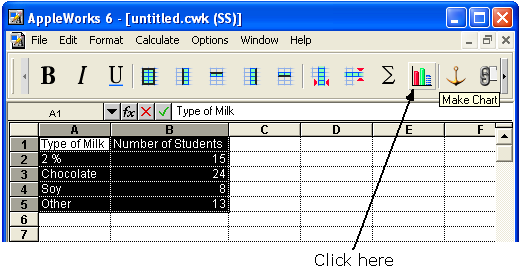 AppleWorks 6 - [untitled.cwk (SS)]
File Edit Format Calculate Options Window Help
B I U Σ
Make Chart
A1 fx Type of Milk
A B C D E F
1 Type of Milk Number of Students
2 2 % 15
3 Chocolate 24
4 Soy 8
5 Other 13
6
7
Click here